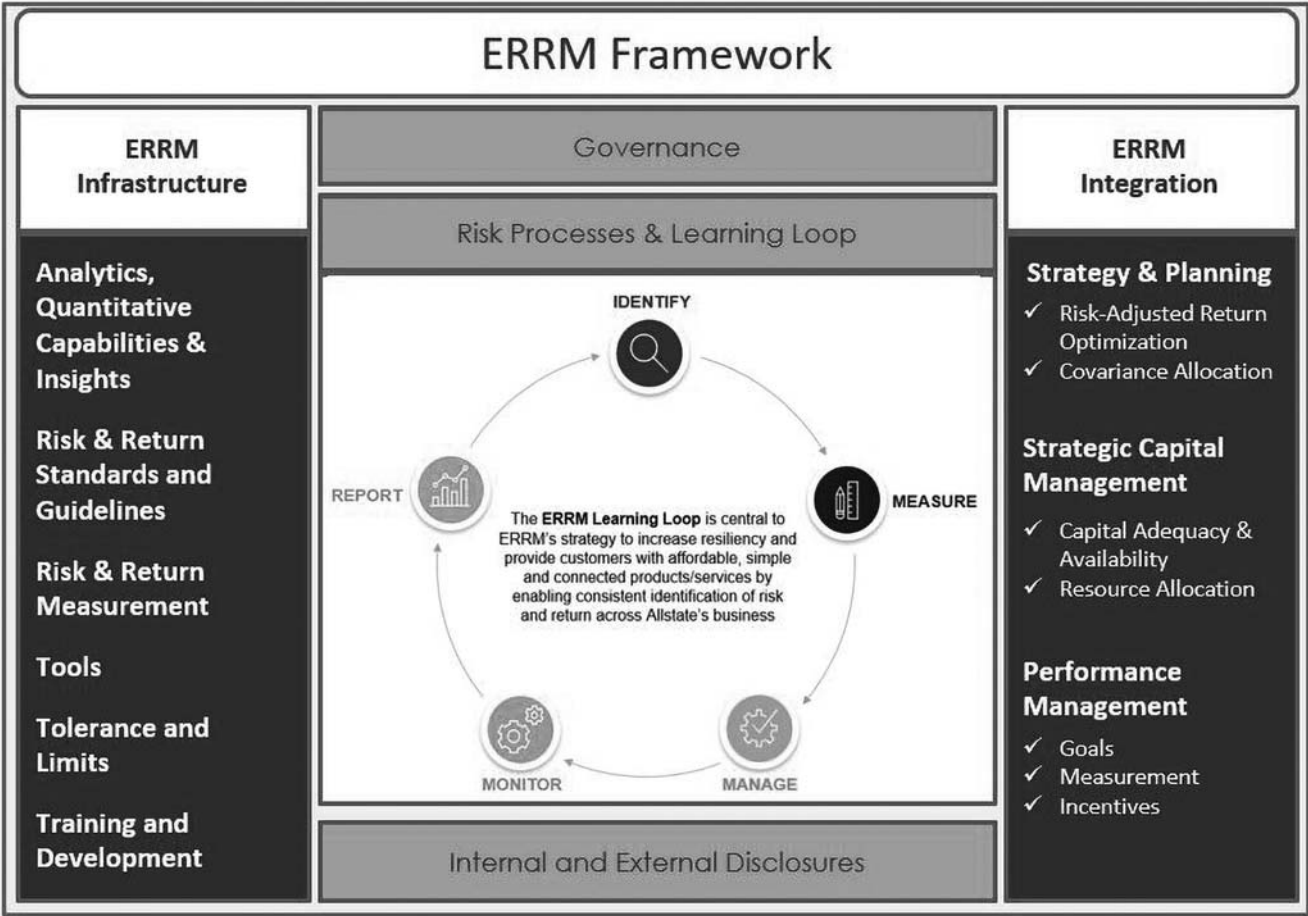 ERRM Framework
ERRM
Infrastructure
Analytics,
Quantitative
Capabilities &
Insights
Risk & Return
Standards and
Guidelines
Risk & Return
Measurement
Tools
Tolerance and
Limits
Training and
Development
Governance
Risk Processes & Learning Loop
IDENTIFY
MEASURE
MANAGE
MONITOR
REPORT
The ERRM Learning Loop is central to
ERRM's strategy to increase resiliency and
provide customers with affordable, simple
and connected products/services by
enabling consistent identification of risk
and return across Allstate's business
Internal and External Disclosures
ERRM
Integration
Strategy & Planning
✓ Risk-Adjusted Return
Optimization
✓ Covariance Allocation
Strategic Capital
Management
✓ Capital Adequacy &
Availability
✓ Resource Allocation
Performance
Management
✓ Goals
✓ Measurement
✓ Incentives